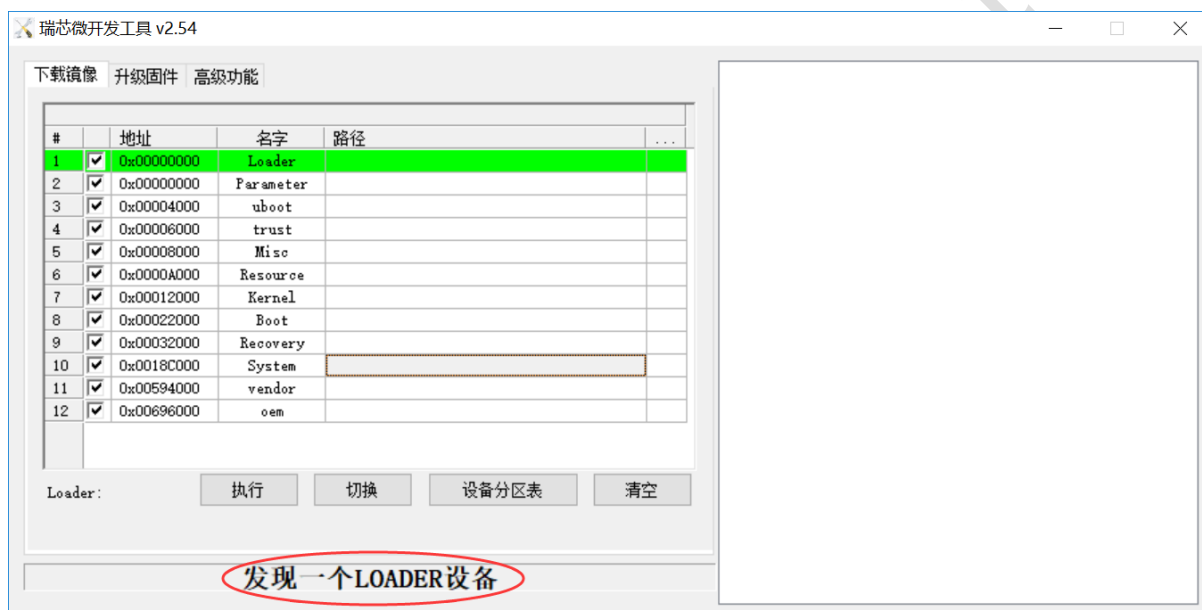 瑞芯微开发工具 v2.54
下载镜像 升级固件 高级功能
# 地址 名字 路径 ...
1 0x00000000 Loader
2 0x00000000 Parameter
3 0x00004000 uboot
4 0x00006000 trust
5 0x00008000 Misc
6 0x0000A000 Resource
7 0x00012000 Kernel
8 0x00022000 Boot
9 0x00032000 Recovery
10 0x0018C000 System
11 0x00594000 vendor
12 0x00696000 oem
Loader: 执行 切换 设备分区表 清空
发现一个LOADER设备